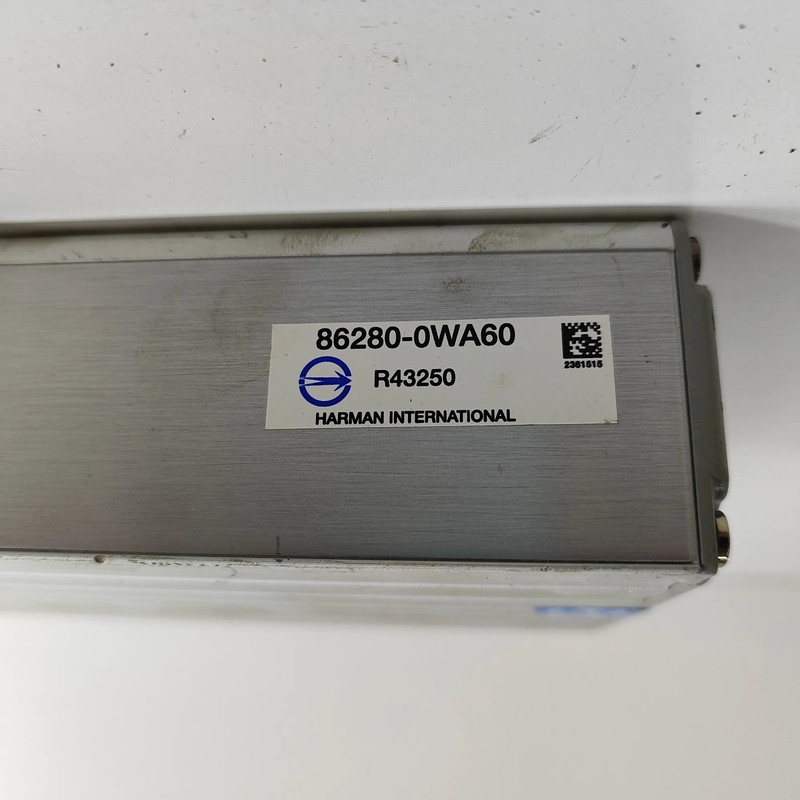 86280-0WA60
R43250
HARMAN INTERNATIONAL
2361515